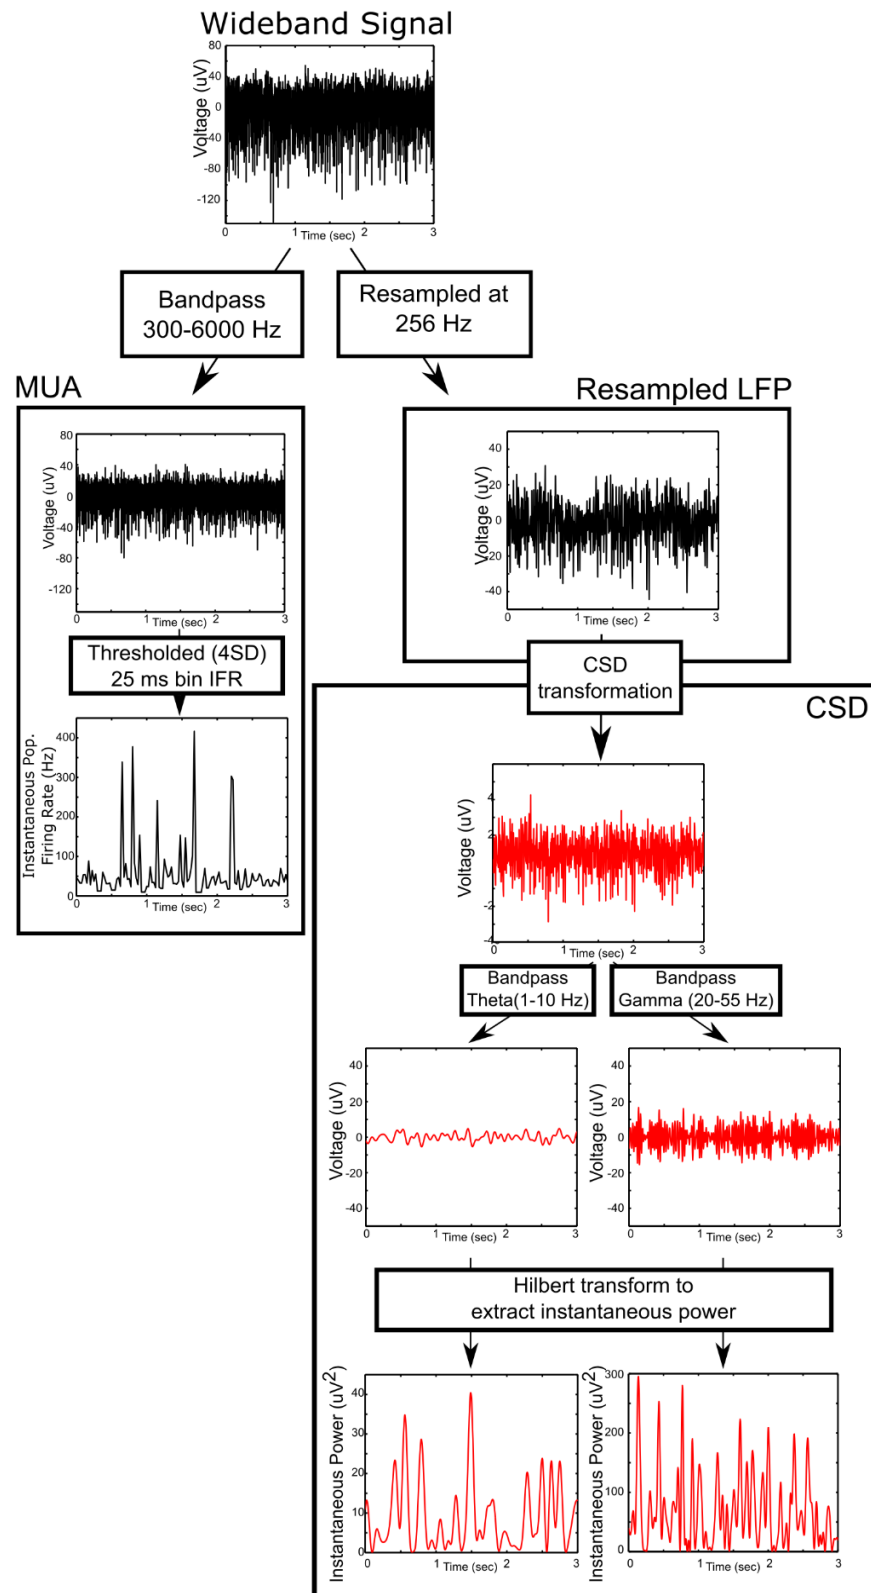 Wideband Signal
Voltage (uV)
80
40
0
-40
-80
-120
0
1
Time (sec)
2
3
Bandpass
300-6000 Hz
Resampled at
256 Hz
MUA
Voltage (uV)
80
40
0
-40
-80
-120
0
1
Time (sec)
2
3
Thresholded (4SD)
25 ms bin IFR
Instantaneous Pop.
Firing Rate (Hz)
400
300
200
100
0
0
1
Time (sec)
2
3
Resampled LFP
Voltage (uV)
40
20
0
-20
-40
0
1
Time (sec)
2
3
CSD
transformation
CSD
Voltage (uV)
4
2
-2
-4
0
1
Time (sec)
2
3
Bandpass
Theta(1-10 Hz)
Bandpass
Gamma (20-55 Hz)
Voltage (uV)
40
20
0
-20
-40
0
1
Time (sec)
2
3
Voltage (uV)
40
20
0
-20
-40
0
1
Time (sec)
2
3
Hilbert transform to
extract instantaneous power
Instantaneous Power (uV²)
40
30
20
10
0
0
1
Time (sec)
2
3
Instantaneous Power (uV²)
300
200
100
0
0
1
Time (sec)
2
3